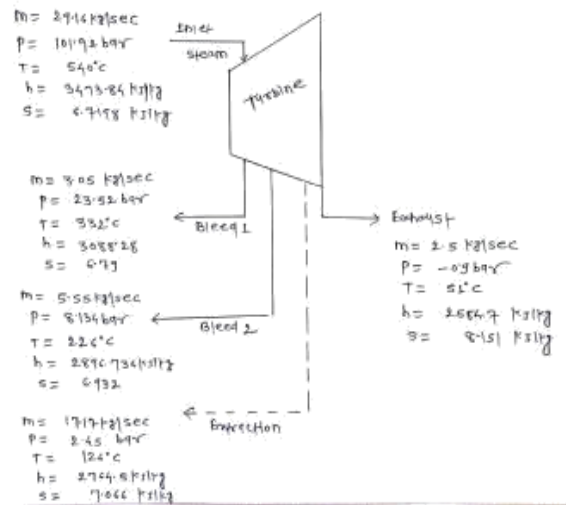 m= 29.16 kg/sec
P= 101.92 bar
T= 540°C
h= 3473.84 KJ/kg
s= 6.7198 KJ/kg
Inlet
steam
Turbine
m= 3.05 kg/sec
P= 23.52 bar
T= 332°C
h= 3088.28
s= 6.79
Bleed 1
m= 5.55 kg/sec
P= 8.134 bar
T= 226°C
h= 2896.736 KJ/kg
s= 6.932
Bleed 2
m= 17.17 kg/sec
P= 2.45 bar
T= 126°C
h= 2764.5 KJ/kg
s= 7.066 KJ/kg
Extraction
Exhaust
m= 2.5 kg/sec
P= -0.9 bar
T= 51°C
h= 2584.7 KJ/kg
s= 8.151 KJ/kg